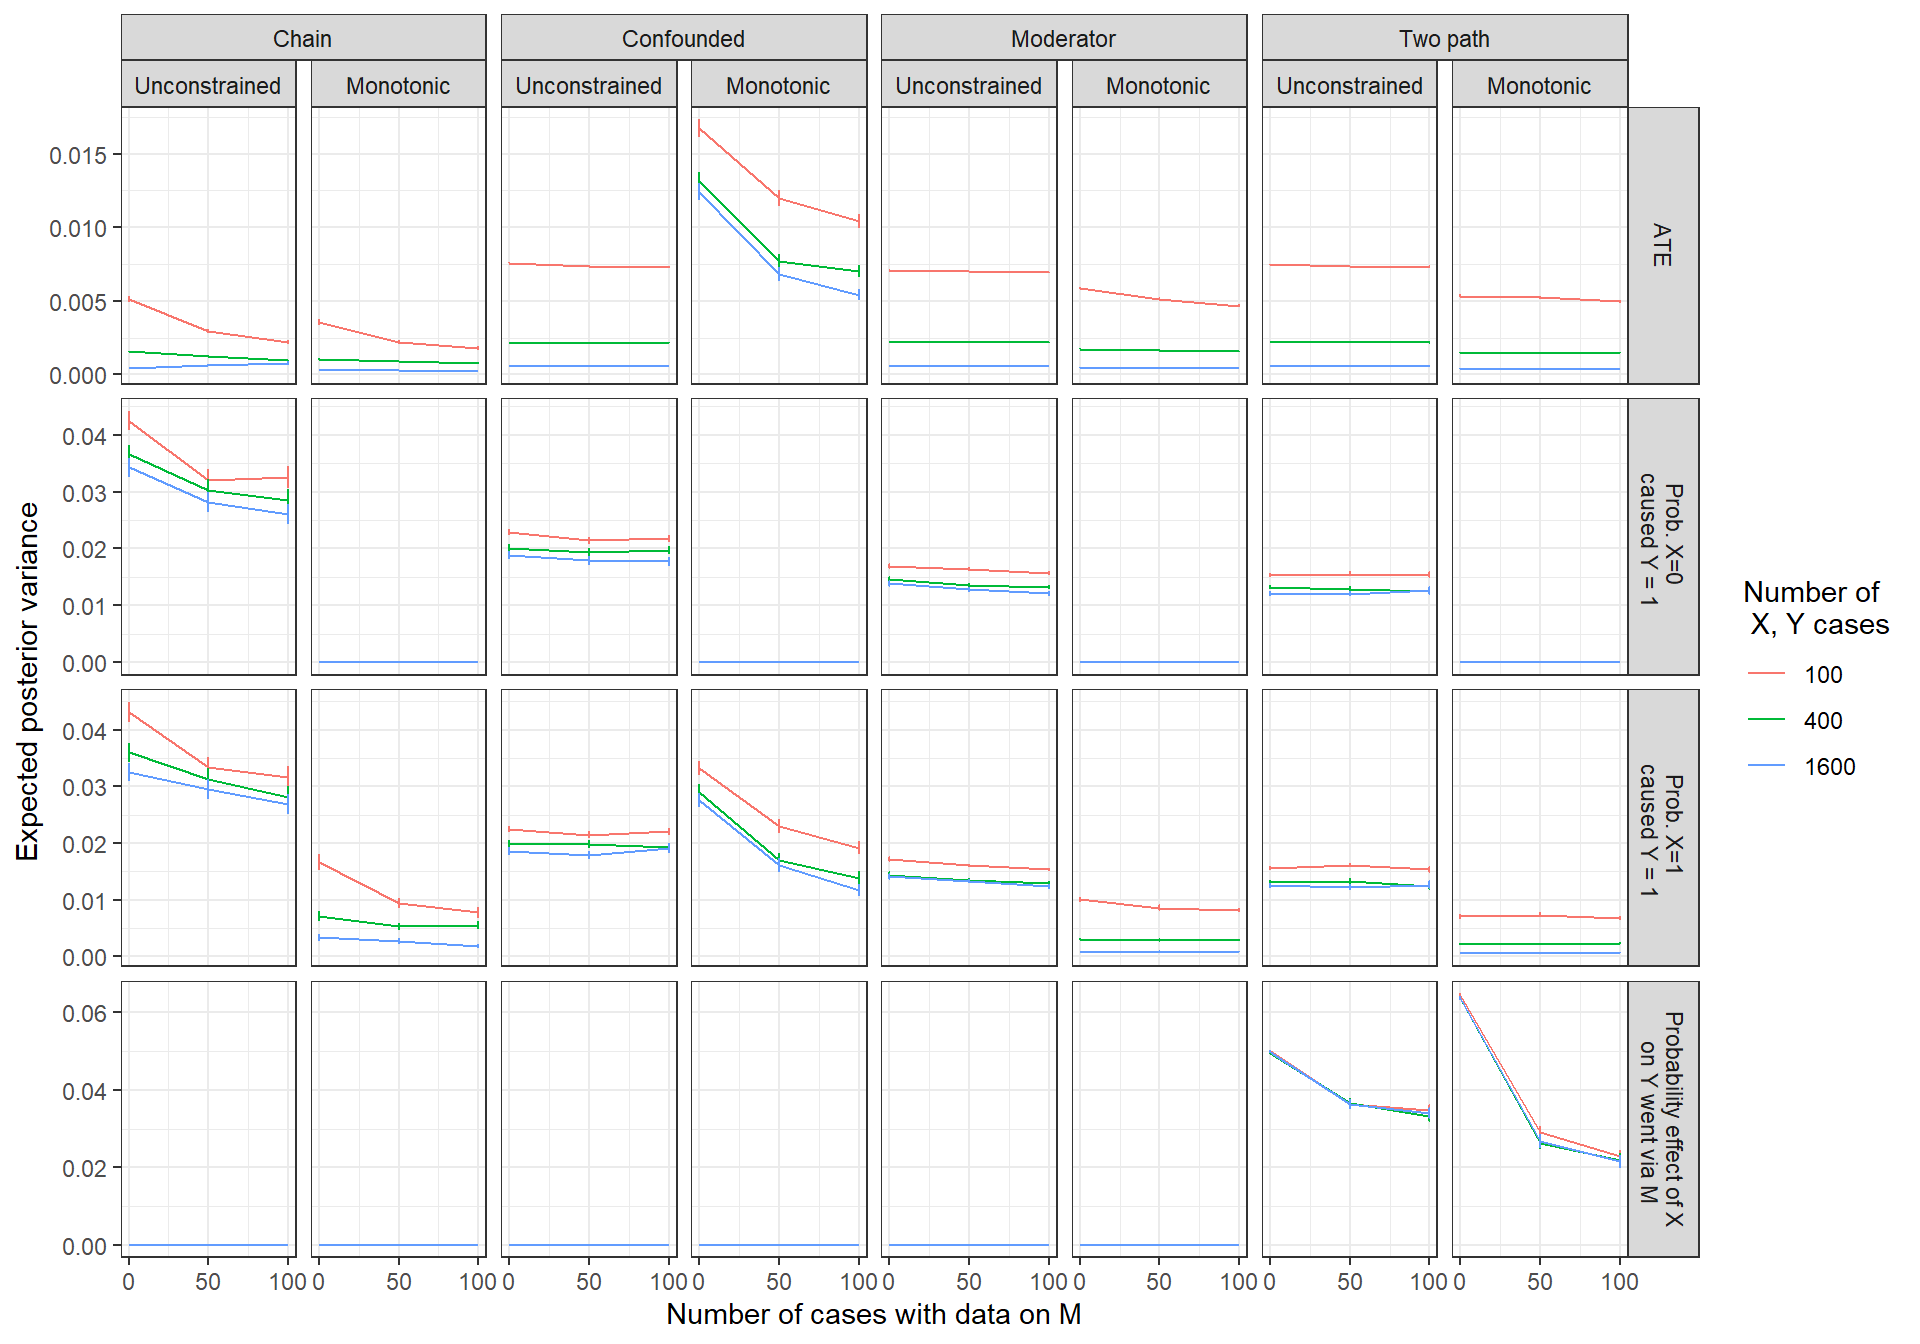 Chain
Confounded
Moderator
Two path
Unconstrained
Monotonic
Unconstrained
Monotonic
Unconstrained
Monotonic
Unconstrained
Monotonic
0.015
0.010
0.005
0.000
ATE
0.04
0.03
0.02
0.01
0.00
Prob. X=0
caused Y = 1
0.04
0.03
0.02
0.01
0.00
Prob. X=1
caused Y = 1
0.06
0.04
0.02
0.00
Probability effect of X
on Y went via M
0 50 100
0 50 100
0 50 100
0 50 100
0 50 100
0 50 100
0 50 100
0 50 100
Number of cases with data on M
Expected posterior variance
Number of
X, Y cases
100
400
1600